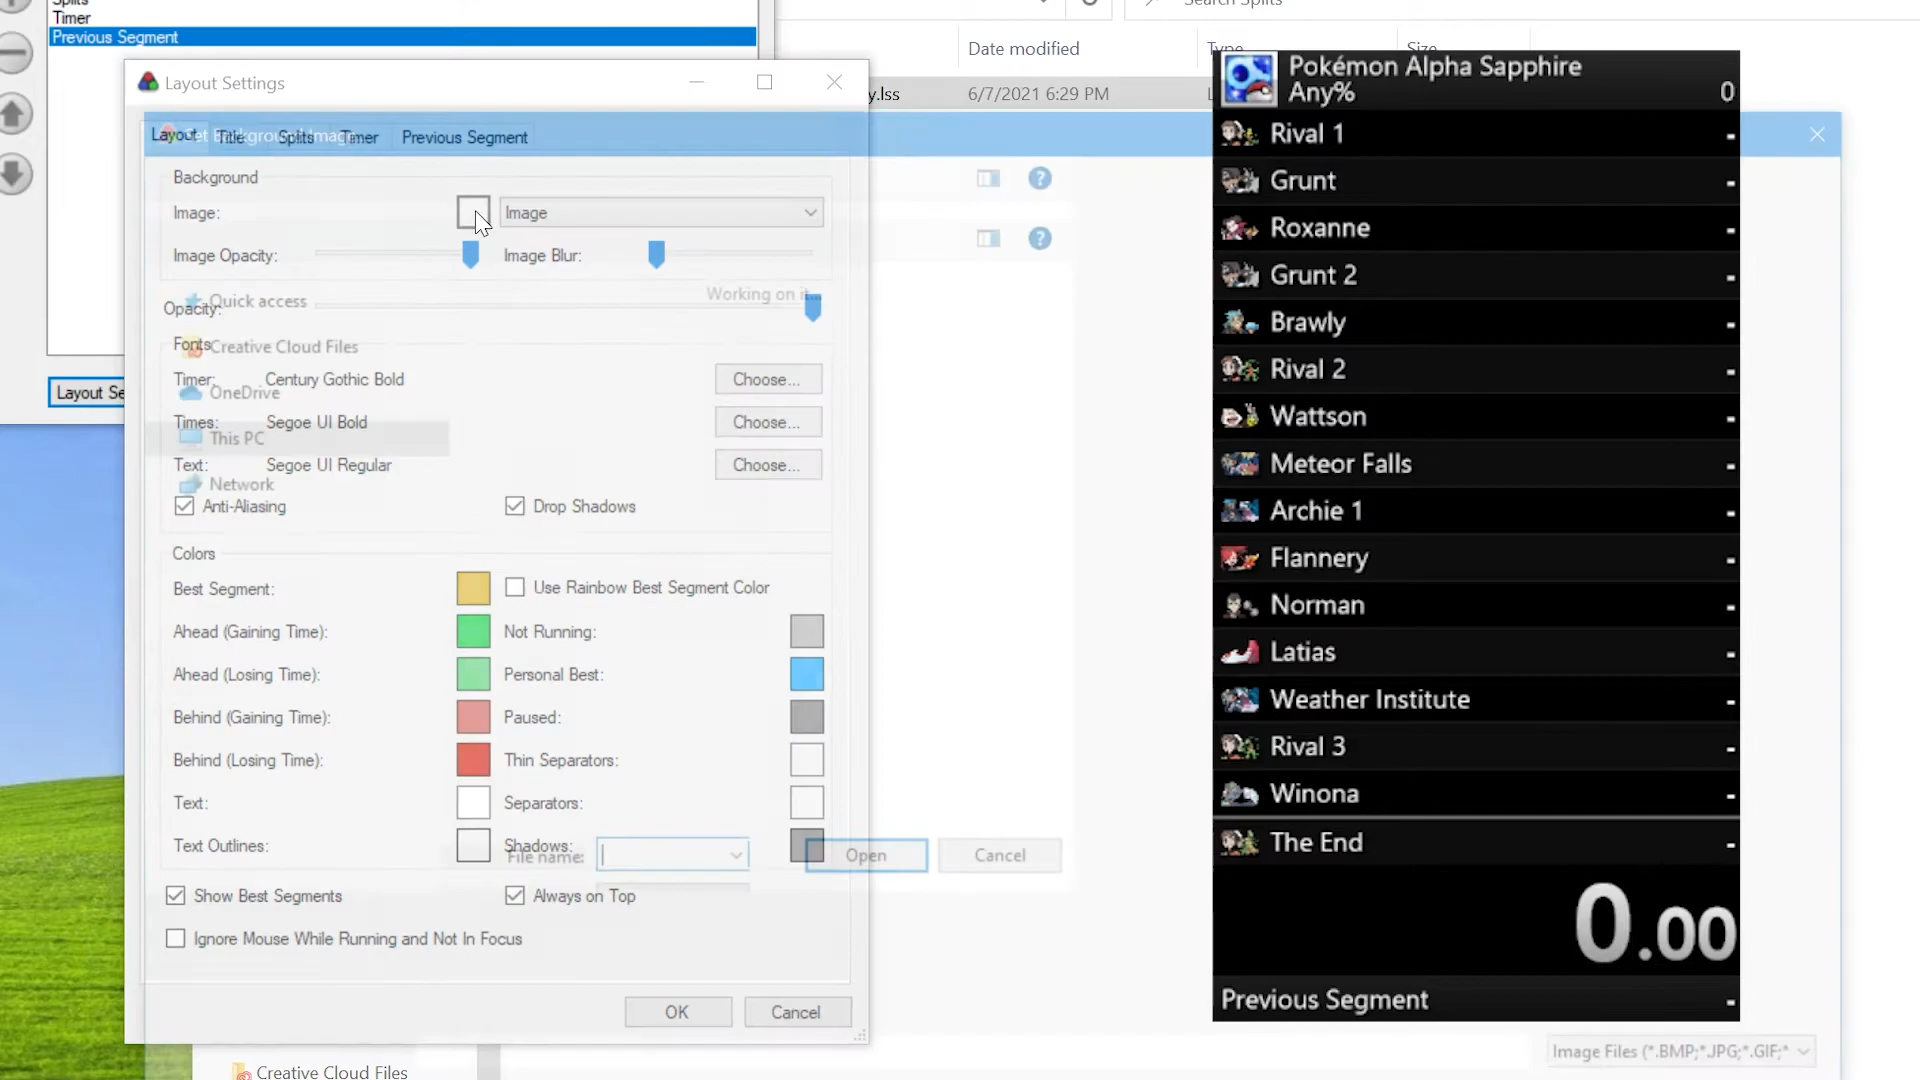 Splits
Timer
Previous Segment
Search Splits
Date modified
Type
Size
y.lss
6/7/2021 6:29 PM
Layout Settings
Set Background Image
Layout
Title
Splits
Timer
Previous Segment
Background
Image:
Image
Image Opacity:
Image Blur:
Working on it...
Quick access
Opacity:
Fonts
Creative Cloud Files
Timer:
Century Gothic Bold
Choose...
OneDrive
Layout Se
Times:
Segoe UI Bold
Choose...
This PC
Text:
Segoe UI Regular
Choose...
Network
Anti-Aliasing
Drop Shadows
Colors
Best Segment:
Use Rainbow Best Segment Color
Ahead (Gaining Time):
Not Running:
Ahead (Losing Time):
Personal Best:
Behind (Gaining Time):
Paused:
Behind (Losing Time):
Thin Separators:
Text:
Separators:
Text Outlines:
Shadows:
File name:
Open
Cancel
Show Best Segments
Always on Top
Ignore Mouse While Running and Not In Focus
OK
Cancel
Creative Cloud Files
Image Files (*.BMP;*.JPG;*.GIF;*
Pokémon Alpha Sapphire
Any%
0
Rival 1 -
Grunt -
Roxanne -
Grunt 2 -
Brawly -
Rival 2 -
Wattson -
Meteor Falls -
Archie 1 -
Flannery -
Norman -
Latias -
Weather Institute -
Rival 3 -
Winona -
The End -
0.00
Previous Segment -